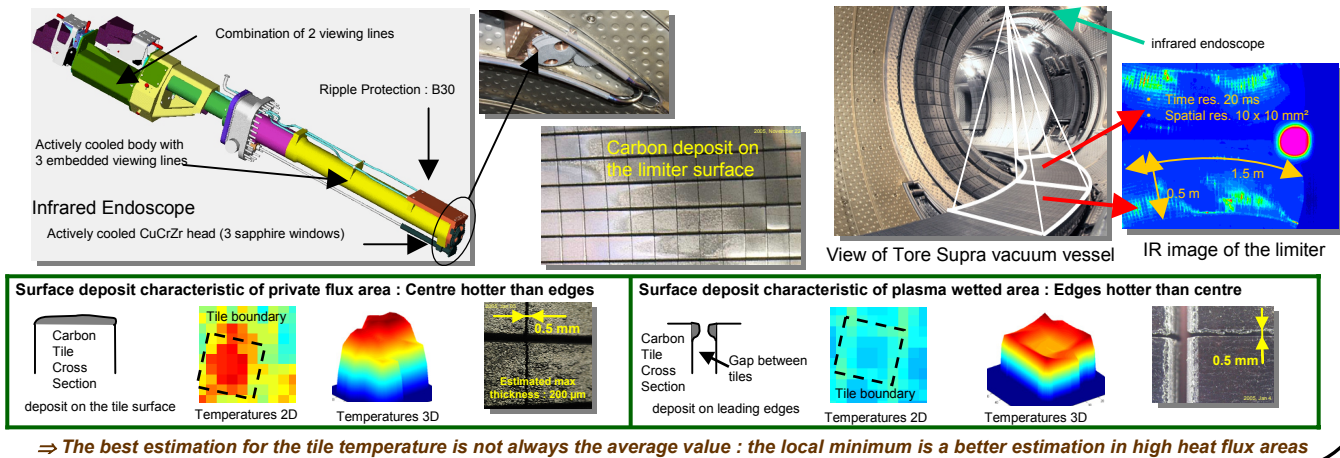 Combination of 2 viewing lines
Ripple Protection : B30
Actively cooled body with
3 embedded viewing lines
Infrared Endoscope
Actively cooled CuCrZr head (3 sapphire windows)
Carbon deposit on
the limiter surface
infrared endoscope
View of Tore Supra vacuum vessel
• Time res. 20 ms
• Spatial res. 10 x 10 mm²
1.5 m
0.5 m
IR image of the limiter
Surface deposit characteristic of private flux area : Centre hotter than edges
Carbon
Tile
Cross
Section
deposit on the tile surface
Tile boundary
Temperatures 2D
Temperatures 3D
0.5 mm
Estimated max
thickness : 200 µm
Surface deposit characteristic of plasma wetted area : Edges hotter than centre
Carbon
Tile
Cross
Section
Gap between
tiles
deposit on leading edges
Tile boundary
Temperatures 2D
Temperatures 3D
0.5 mm
2005, Jan 4
⇒ The best estimation for the tile temperature is not always the average value : the local minimum is a better estimation in high heat flux areas